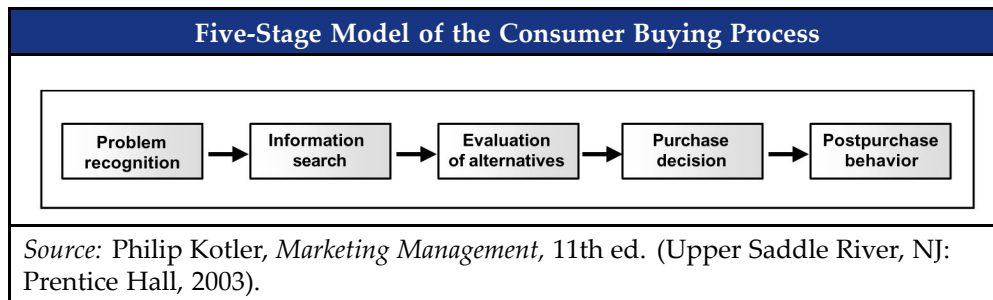 Five-Stage Model of the Consumer Buying Process
Problem
recognition
Information
search
Evaluation
of alternatives
Purchase
decision
Postpurchase
behavior
Source: Philip Kotler, Marketing Management, 11th ed. (Upper Saddle River, NJ:
Prentice Hall, 2003).